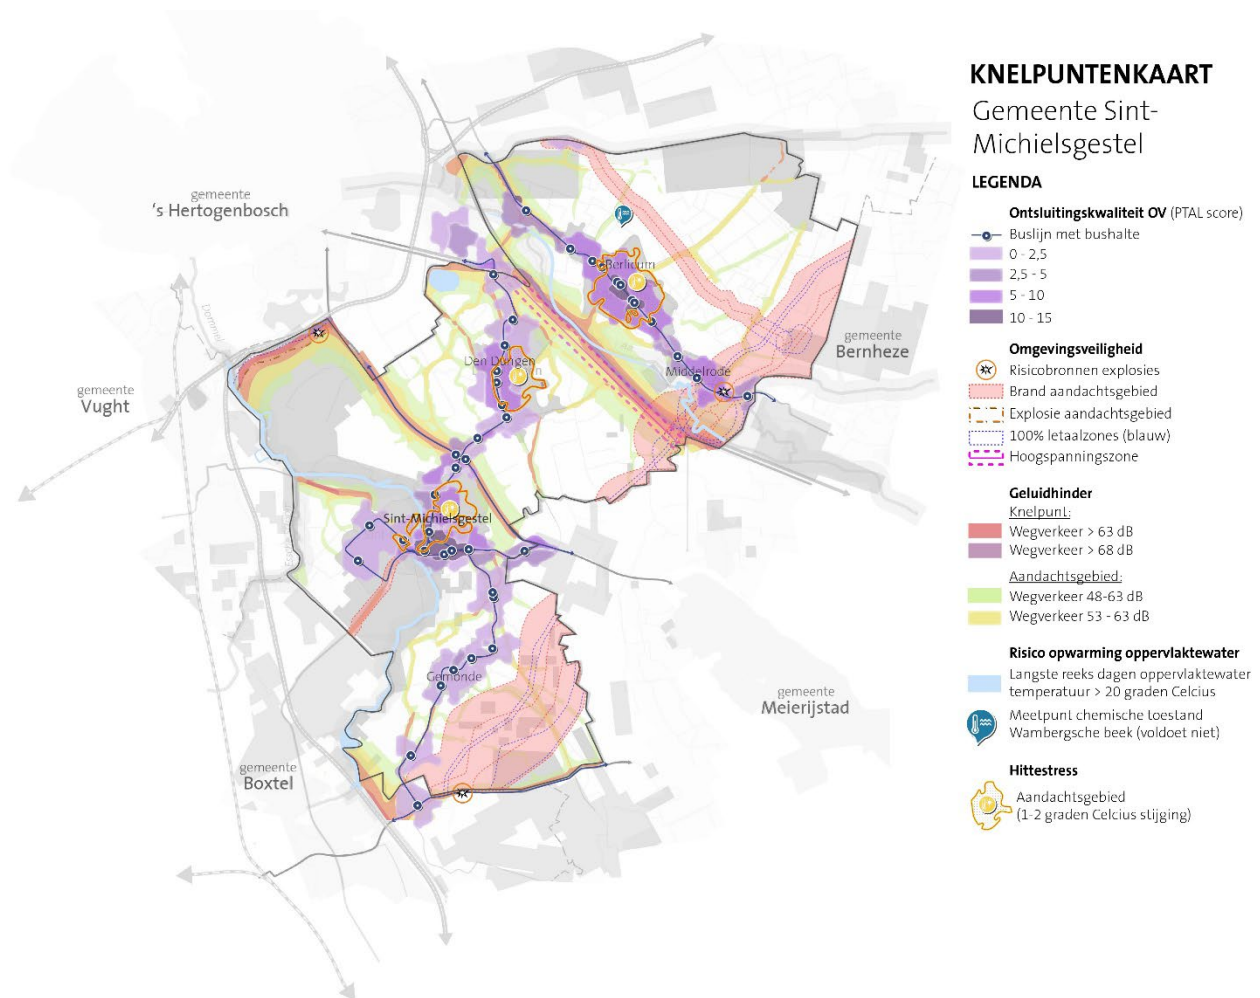 KNELPUNTENKAART
Gemeente Sint-
Michielsgestel
LEGENDA
Ontsluitingskwaliteit OV (PTAL score)
Buslijn met bushalte
0 - 2,5
2,5 - 5
5 - 10
10 - 15
Omgevingsveiligheid
Risicobronnen explosies
Brand aandachtsgebied
Explosie aandachtsgebied
100% letaalzones (blauw)
Hoogspanningszone
Geluidhinder
Knelpunt:
Wegverkeer > 63 dB
Wegverkeer > 68 dB
Aandachtsgebied:
Wegverkeer 48-63 dB
Wegverkeer 53 - 63 dB
Risico opwarming oppervlaktewater
Langste reeks dagen oppervlaktewater
temperatuur > 20 graden Celcius
Meetpunt chemische toestand
Wambergsche beek (voldoet niet)
Hittestress
Aandachtsgebied
(1-2 graden Celcius stijging)
gemeente
's Hertogenbosch
Berlicum
gemeente
Bernheze
Den Dungen
Middelrode
gemeente
Vught
Sint-Michielsgestel
Gemonde
gemeente
Meierijstad
gemeente
Boxtel